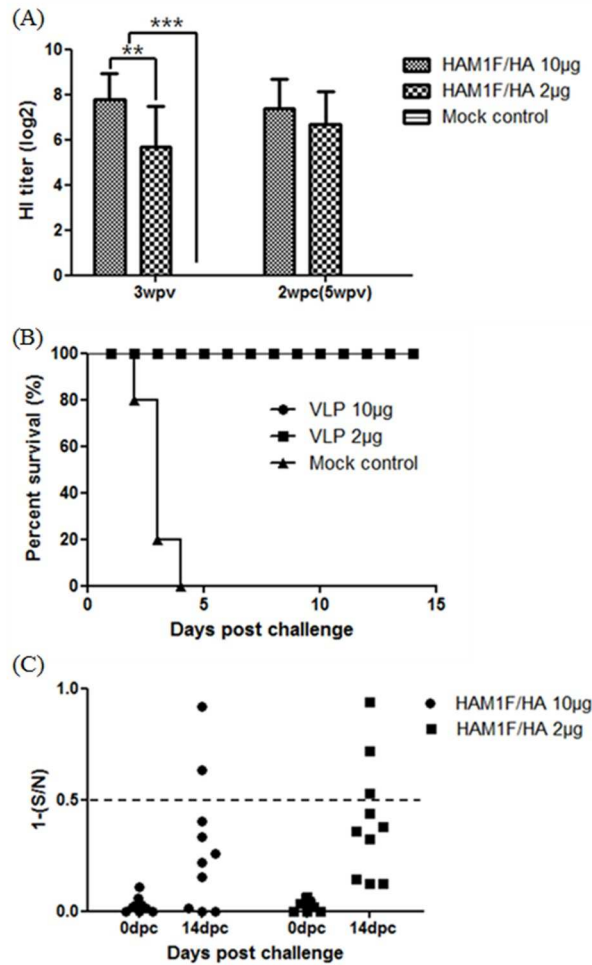 (A)
***
**
HI titer (log2)
10
8
6
4
2
0
3wpv
2wpc(5wpv)
HAM1F/HA 10µg
HAM1F/HA 2µg
Mock control
(B)
Percent survival (%)
100
80
60
40
20
0
VLP 10µg
VLP 2µg
Mock control
0
5
10
15
Days post challenge
(C)
1-(S/N)
1.0
0.5
0.0
HAM1F/HA 10µg
HAM1F/HA 2µg
0dpc
14dpc
0dpc
14dpc
Days post challenge